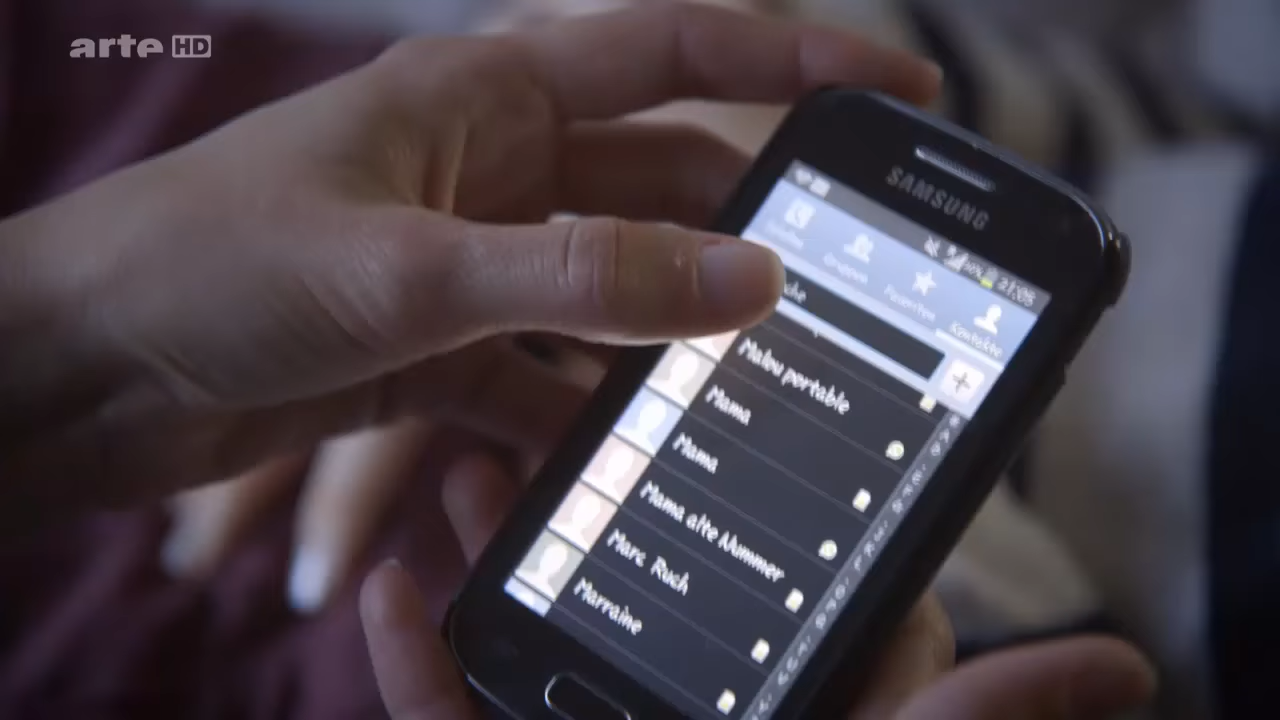 arte HD
SAMSUNG
21:05
Gruppen
Favoriten
Kontakte
Malou portable
Mama
Mama
Mama alte Nummer
Marc Ruch
Marraine